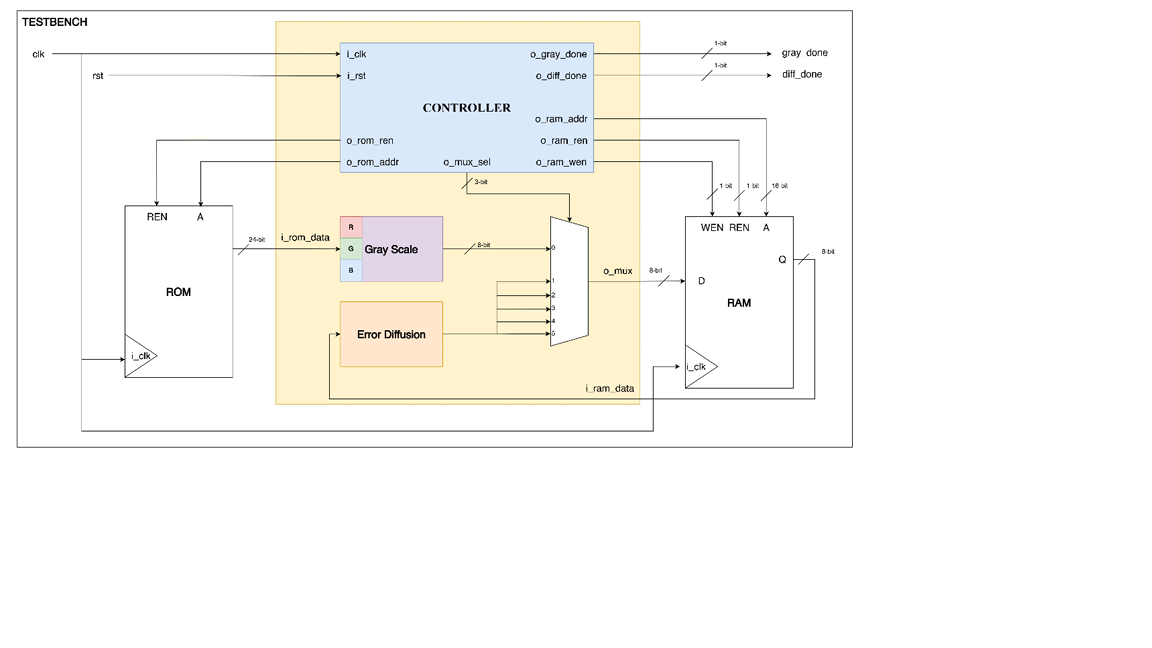 TESTBENCH
clk
i_clk
o_gray_done
1-bit
gray done
rst
i_rst
o_diff_done
1-bit
diff_done
CONTROLLER
o_ram_addr
o_rom_ren
o_ram_ren
o_rom_addr
o_mux_sel
o_ram_wen
3-bit
1 bit
1 bit
16 bit
REN
A
R
WEN
REN
A
24-bit
i_rom_data
G
Gray Scale
8-bit
0
B
Q
8 bit
ROM
o_mux
8-bit
D
1
2
3
4
5
RAM
Error Diffusion
i_clk
i_clk
i_ram_data